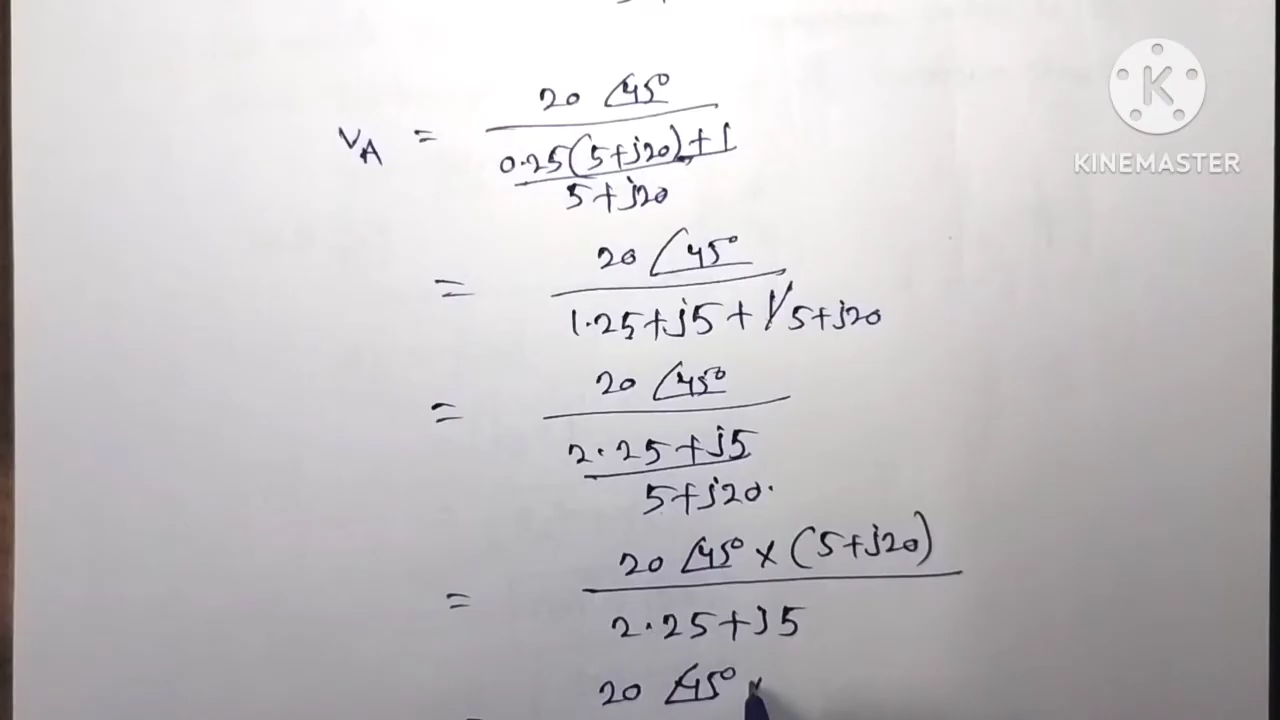 KINEMASTER
V_A = 20 ∠45°
0.25(5+j20)+1
5+j20
= 20 ∠45°
1.25+j5+1/5+j20
= 20 ∠45°
2.25+j5
5+j20.
= 20 ∠45° × (5+j20)
2.25+j5
20 ∠45°